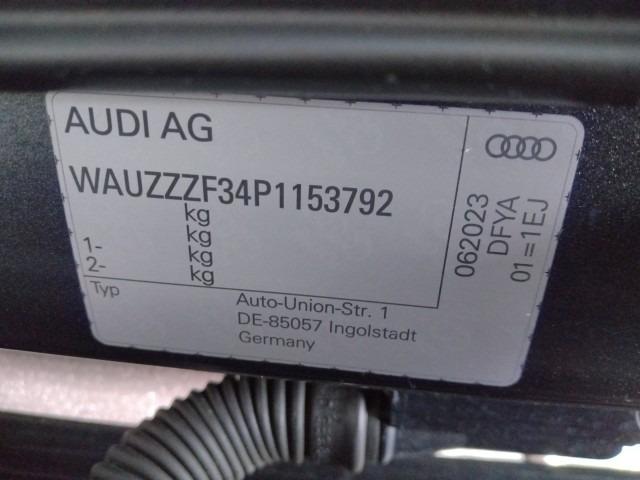 AUDI AG
WAUZZZF34P1153792
kg
kg
1- kg
2- kg
Typ
Auto-Union-Str. 1
DE-85057 Ingolstadt
Germany
062023
DFYA
01=1EJ